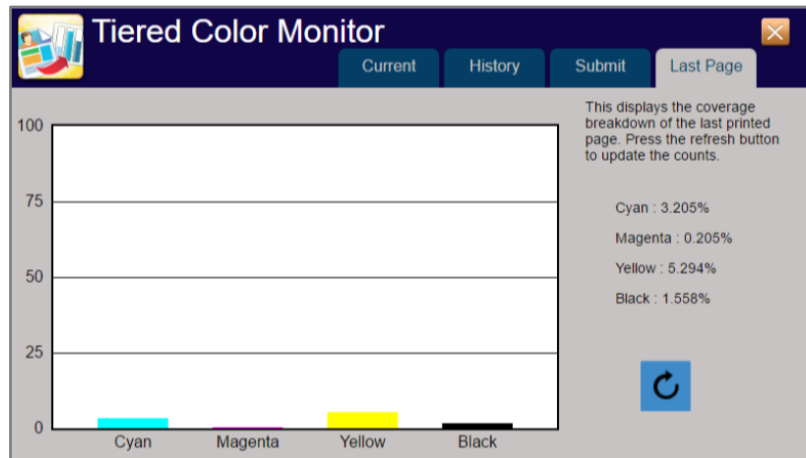 Tiered Color Monitor
Current
History
Submit
Last Page
This displays the coverage
breakdown of the last printed
page. Press the refresh button
to update the counts.
100
75
50
25
0
Cyan
Magenta
Yellow
Black
Cyan : 3.205%
Magenta : 0.205%
Yellow : 5.294%
Black : 1.558%